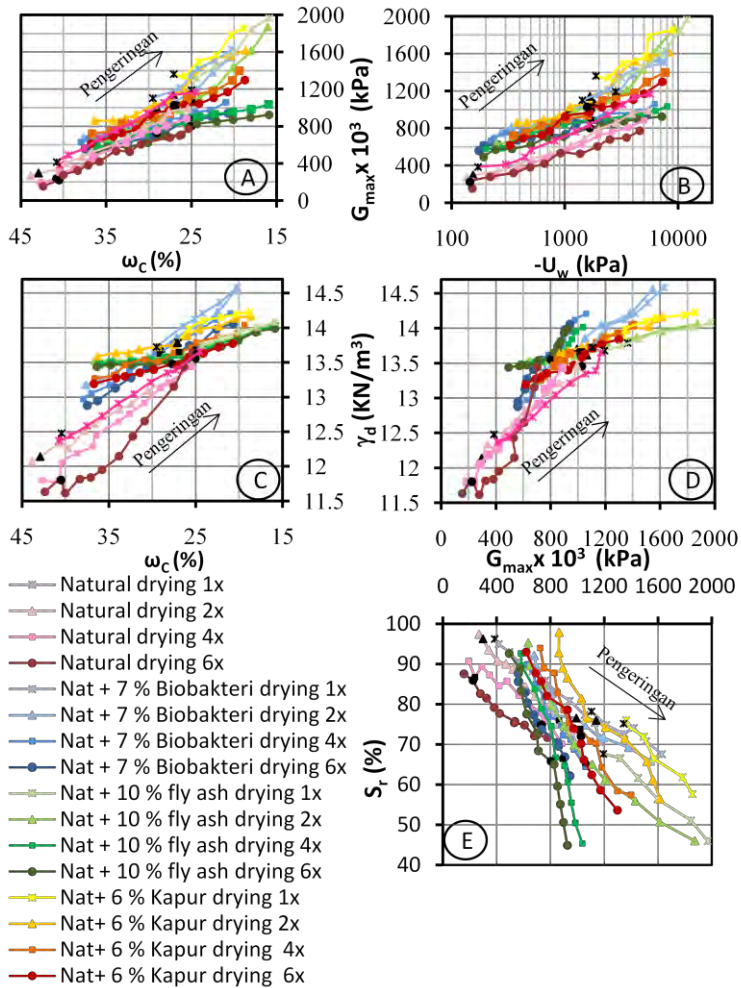 2000
1600
1200
800
400
0
G_max x 10³ (kPa)
Pengeringan
A
45 35 25 15
ω_C (%)
2000
1600
1200
800
400
0
Pengeringan
B
100 1000 10000
-U_w (kPa)
14.5
14
13.5
13
12.5
12
11.5
γ_d (KN/m³)
Pengeringan
C
45 35 25 15
ω_C (%)
14.5
14
13.5
13
12.5
12
11.5
Pengeringan
D
0 400 800 1200 1600 2000
G_max x 10³ (kPa)
0 400 800 1200 1600 2000
100
90
80
70
60
50
40
S_r (%)
Pengeringan
E
Natural drying 1x
Natural drying 2x
Natural drying 4x
Natural drying 6x
Nat + 7 % Biobakteri drying 1x
Nat + 7 % Biobakteri drying 2x
Nat + 7 % Biobakteri drying 4x
Nat + 7 % Biobakteri drying 6x
Nat + 10 % fly ash drying 1x
Nat + 10 % fly ash drying 2x
Nat + 10 % fly ash drying 4x
Nat + 10 % fly ash drying 6x
Nat+ 6 % Kapur drying 1x
Nat+ 6 % Kapur drying 2x
Nat+ 6 % Kapur drying 4x
Nat+ 6 % Kapur drying 6x